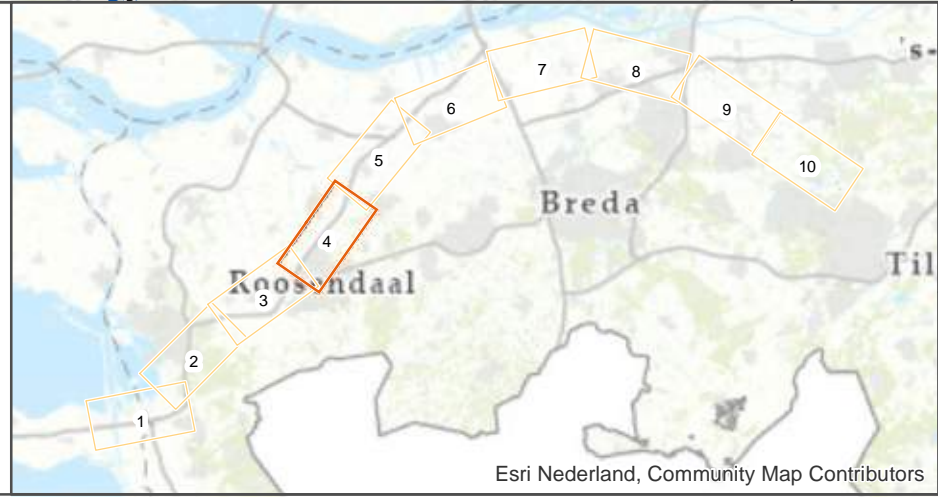 's-
7
8
6
9
5
10
Breda
4
Til
Roosendaal
3
2
1
Esri Nederland, Community Map Contributors